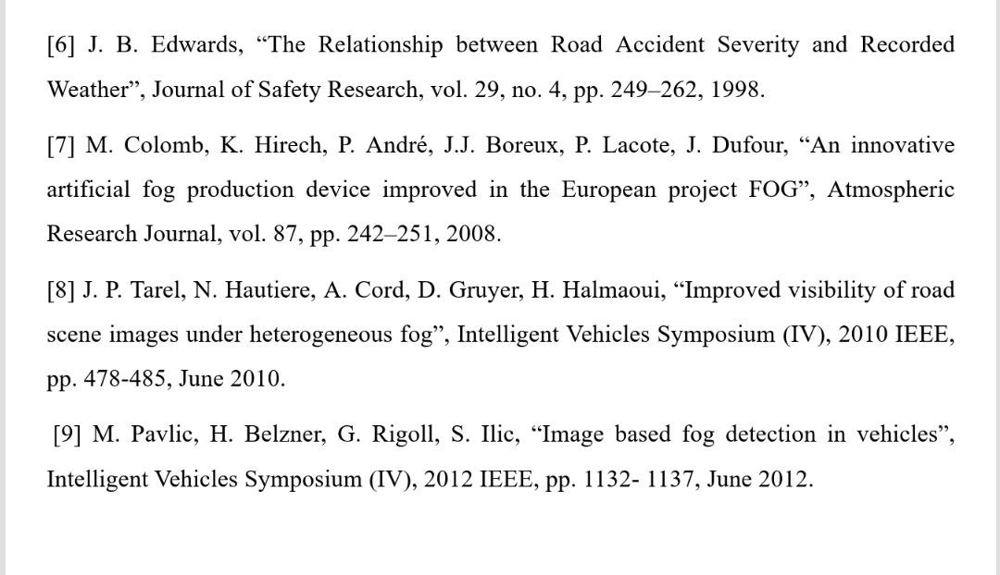 [6] J. B. Edwards, “The Relationship between Road Accident Severity and Recorded
Weather”, Journal of Safety Research, vol. 29, no. 4, pp. 249–262, 1998.
[7] M. Colomb, K. Hirech, P. André, J.J. Boreux, P. Lacote, J. Dufour, “An innovative
artificial fog production device improved in the European project FOG”, Atmospheric
Research Journal, vol. 87, pp. 242–251, 2008.
[8] J. P. Tarel, N. Hautiere, A. Cord, D. Gruyer, H. Halmaoui, “Improved visibility of road
scene images under heterogeneous fog”, Intelligent Vehicles Symposium (IV), 2010 IEEE,
pp. 478-485, June 2010.
[9] M. Pavlic, H. Belzner, G. Rigoll, S. Ilic, “Image based fog detection in vehicles”,
Intelligent Vehicles Symposium (IV), 2012 IEEE, pp. 1132- 1137, June 2012.